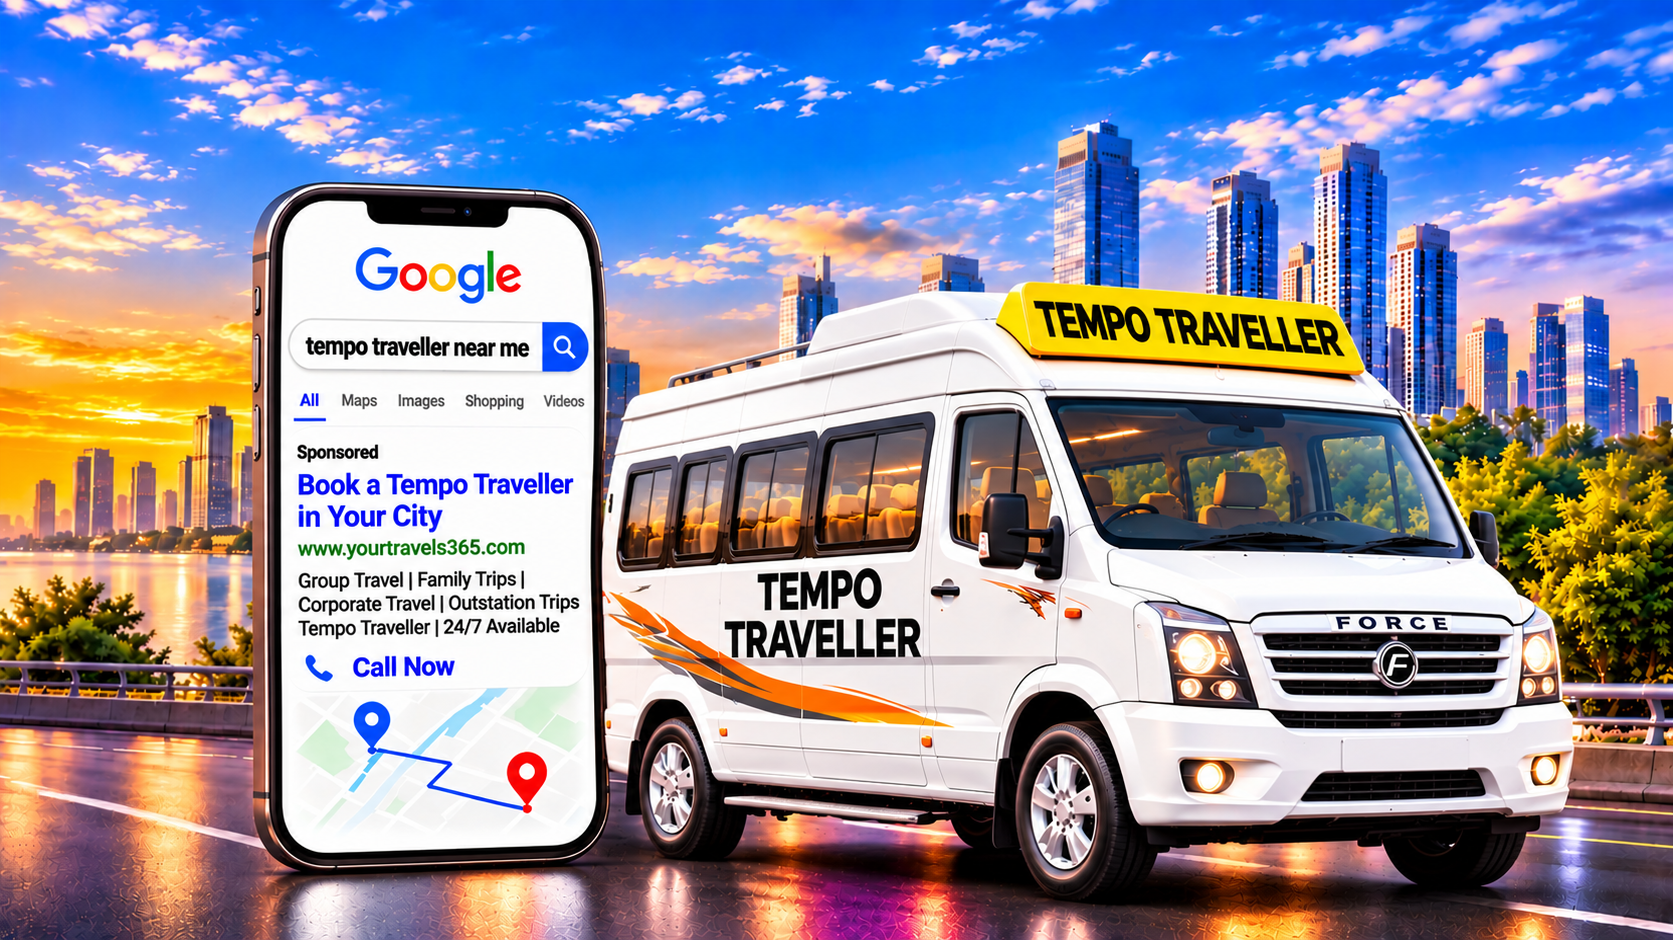 Google
tempo traveller near me
All Maps Images Shopping Videos
Sponsored
Book a Tempo Traveller
in Your City
www.yourtravels365.com
Group Travel | Family Trips |
Corporate Travel | Outstation Trips
Tempo Traveller | 24/7 Available
Call Now
TEMPO TRAVELLER
TEMPO
TRAVELLER
FORCE
F